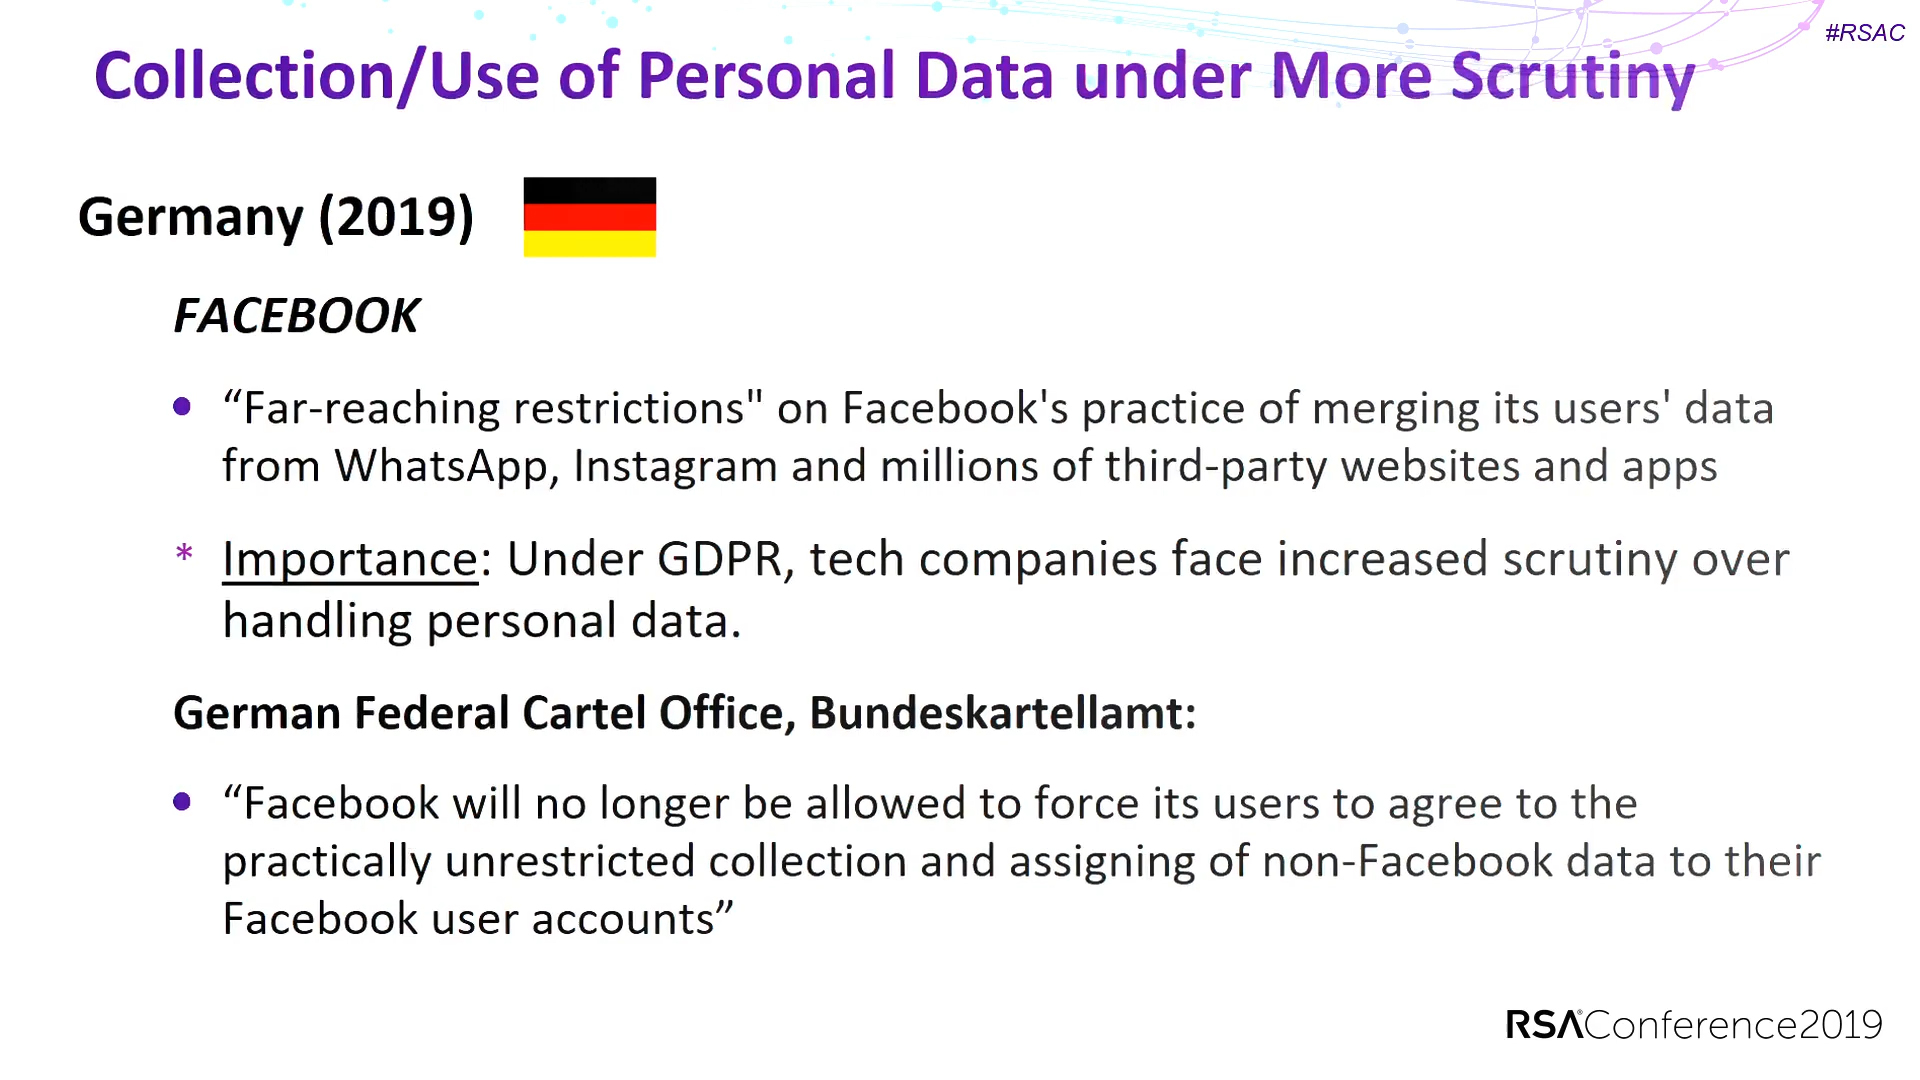 #RSAC
Collection/Use of Personal Data under More Scrutiny
Germany (2019)
FACEBOOK
• “Far-reaching restrictions" on Facebook's practice of merging its users' data
from WhatsApp, Instagram and millions of third-party websites and apps
* Importance: Under GDPR, tech companies face increased scrutiny over
handling personal data.
German Federal Cartel Office, Bundeskartellamt:
• “Facebook will no longer be allowed to force its users to agree to the
practically unrestricted collection and assigning of non-Facebook data to their
Facebook user accounts”
RSA®Conference2019